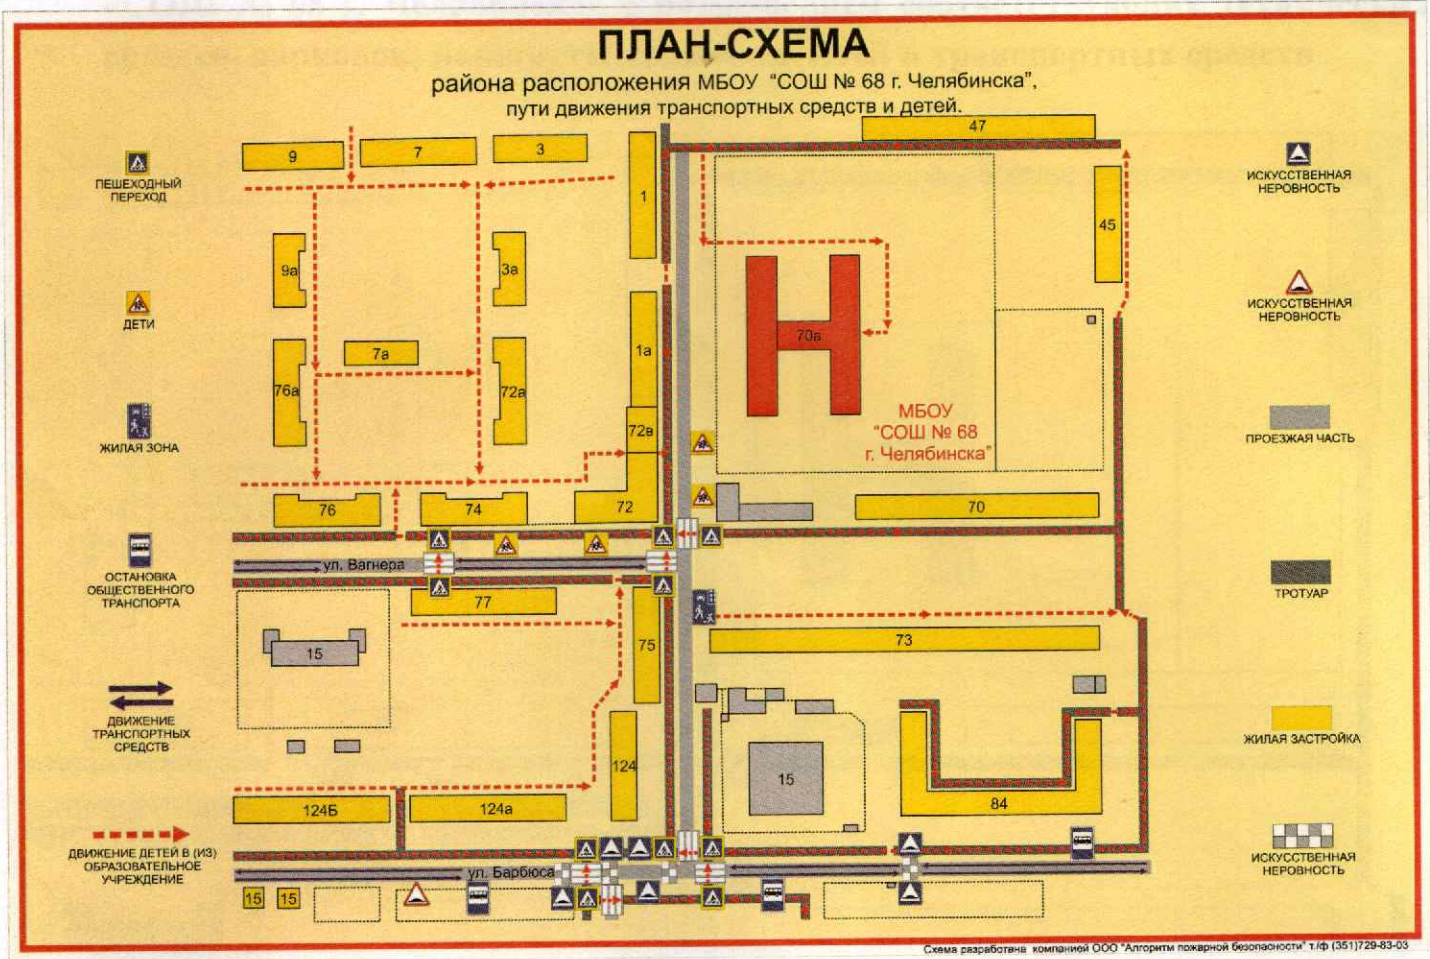 ПЛАН-СХЕМА
района расположения МБОУ "СОШ № 68 г. Челябинска",
пути движения транспортных средств и детей.
47
9
7
3
1
45
ПЕШЕХОДНЫЙ
ПЕРЕХОД
ИСКУССТВЕННАЯ
НЕРОВНОСТЬ
9а
3а
ДЕТИ
ИСКУССТВЕННАЯ
НЕРОВНОСТЬ
7а
1а
70а
76а
72а
72в
МБОУ
"СОШ № 68
г. Челябинска"
ЖИЛАЯ ЗОНА
ПРОЕЗЖАЯ ЧАСТЬ
76
74
72
70
ул. Вагнера
ОСТАНОВКА
ОБЩЕСТВЕННОГО
ТРАНСПОРТА
ТРОТУАР
77
75
73
15
ДВИЖЕНИЕ
ТРАНСПОРТНЫХ
СРЕДСТВ
ЖИЛАЯ ЗАСТРОЙКА
124
15
124Б
124а
84
ДВИЖЕНИЕ ДЕТЕЙ В (ИЗ)
ОБРАЗОВАТЕЛЬНОЕ
УЧРЕЖДЕНИЕ
ИСКУССТВЕННАЯ
НЕРОВНОСТЬ
ул. Барбюса
15
15
Схема разработана компанией ООО "Алгоритм пожарной безопасности" т./ф (351)729-83-03